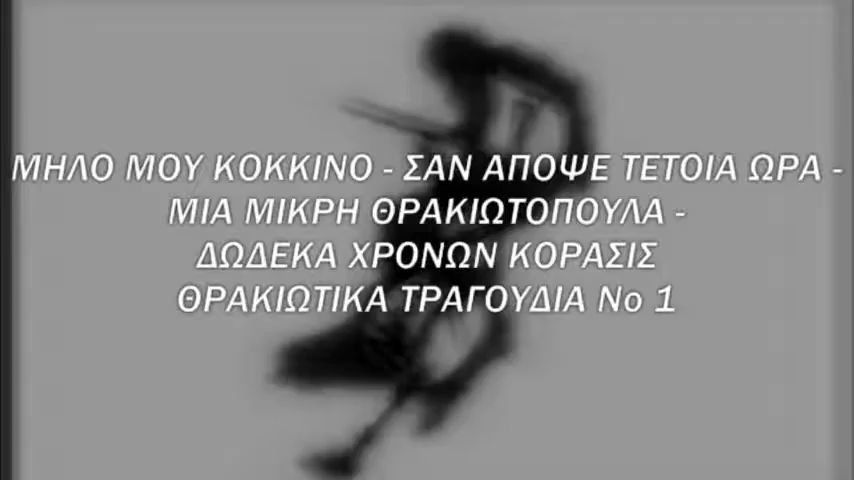 ΜΗΛΟ ΜΟΥ ΚΟΚΚΙΝΟ - ΣΑΝ ΑΠΟΨΕ ΤΕΤΟΙΑ ΩΡΑ -
ΜΙΑ ΜΙΚΡΗ ΘΡΑΚΙΩΤΟΠΟΥΛΑ -
ΔΩΔΕΚΑ ΧΡΟΝΩΝ ΚΟΡΑΣΙΣ
ΘΡΑΚΙΩΤΙΚΑ ΤΡΑΓΟΥΔΙΑ Νο 1